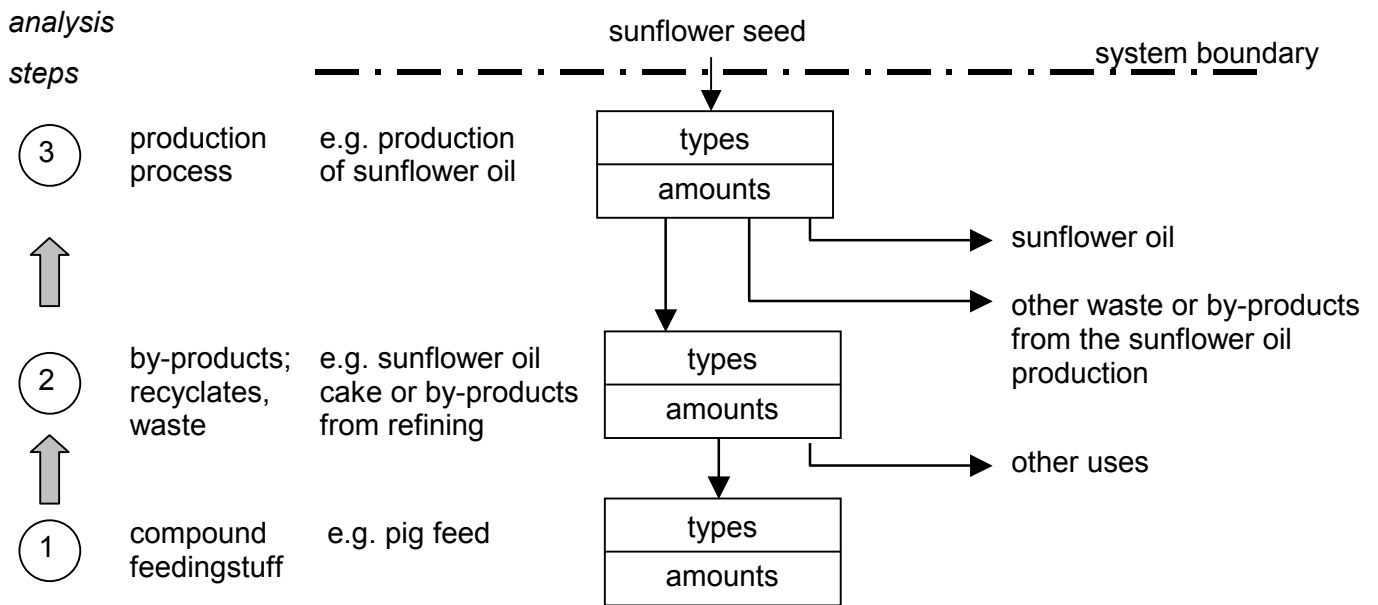 analysis
steps
sunflower seed
system boundary
3
production
process
e.g. production
of sunflower oil
types
amounts
sunflower oil
other waste or by-products
from the sunflower oil
production
2
by-products;
recyclates,
waste
e.g. sunflower oil
cake or by-products
from refining
types
amounts
other uses
1
compound
feedingstuff
e.g. pig feed
types
amounts